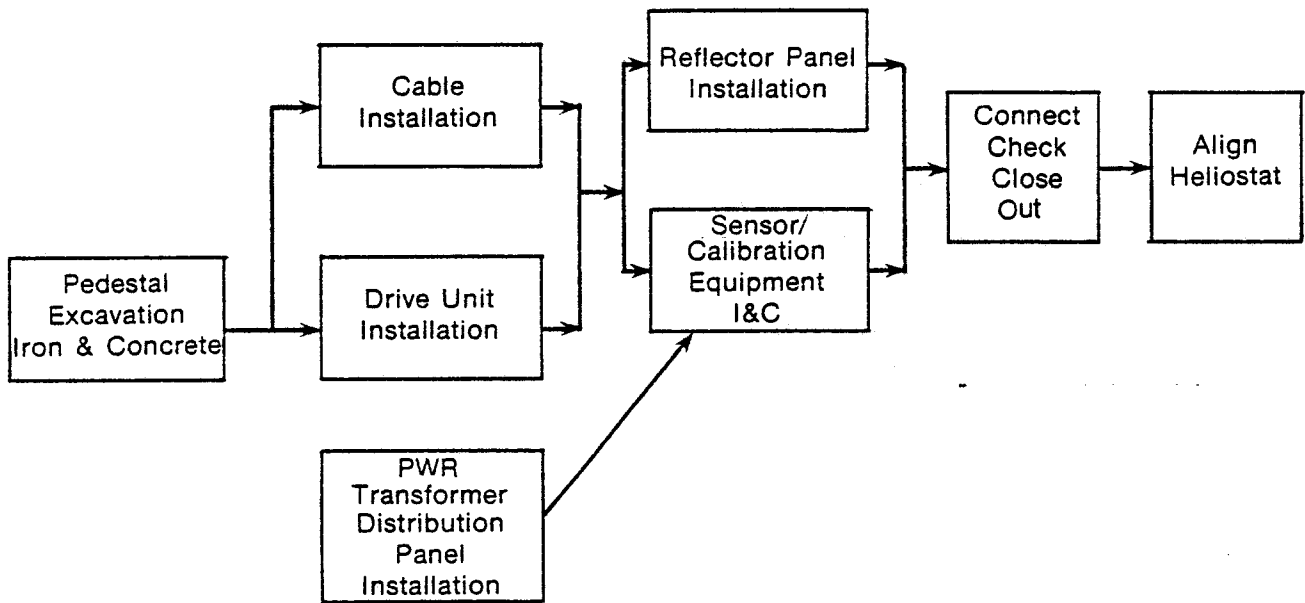 Pedestal
Excavation
Iron & Concrete
Cable
Installation
Drive Unit
Installation
PWR
Transformer
Distribution
Panel
Installation
Reflector Panel
Installation
Sensor/
Calibration
Equipment
I&C
Connect
Check
Close
Out
Align
Heliostat